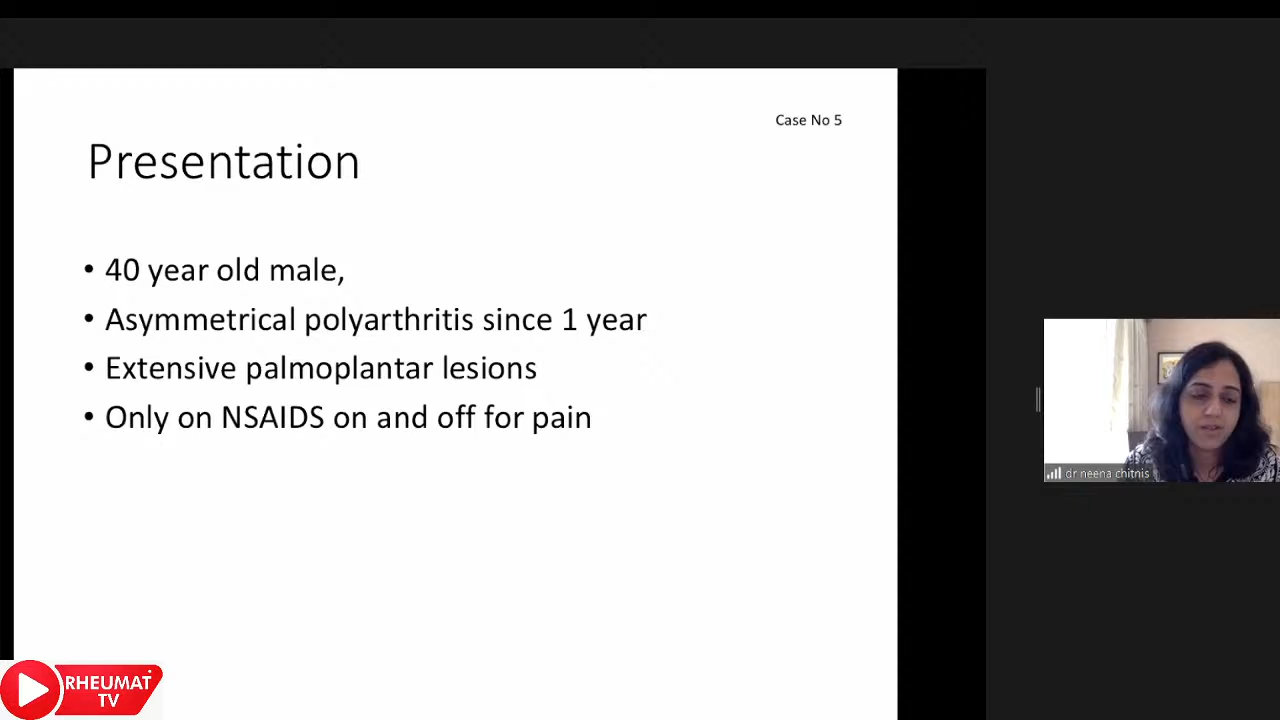 Case No 5
Presentation
• 40 year old male,
• Asymmetrical polyarthritis since 1 year
• Extensive palmoplantar lesions
• Only on NSAIDS on and off for pain
dr neena chitnis
RHEUMAT
TV